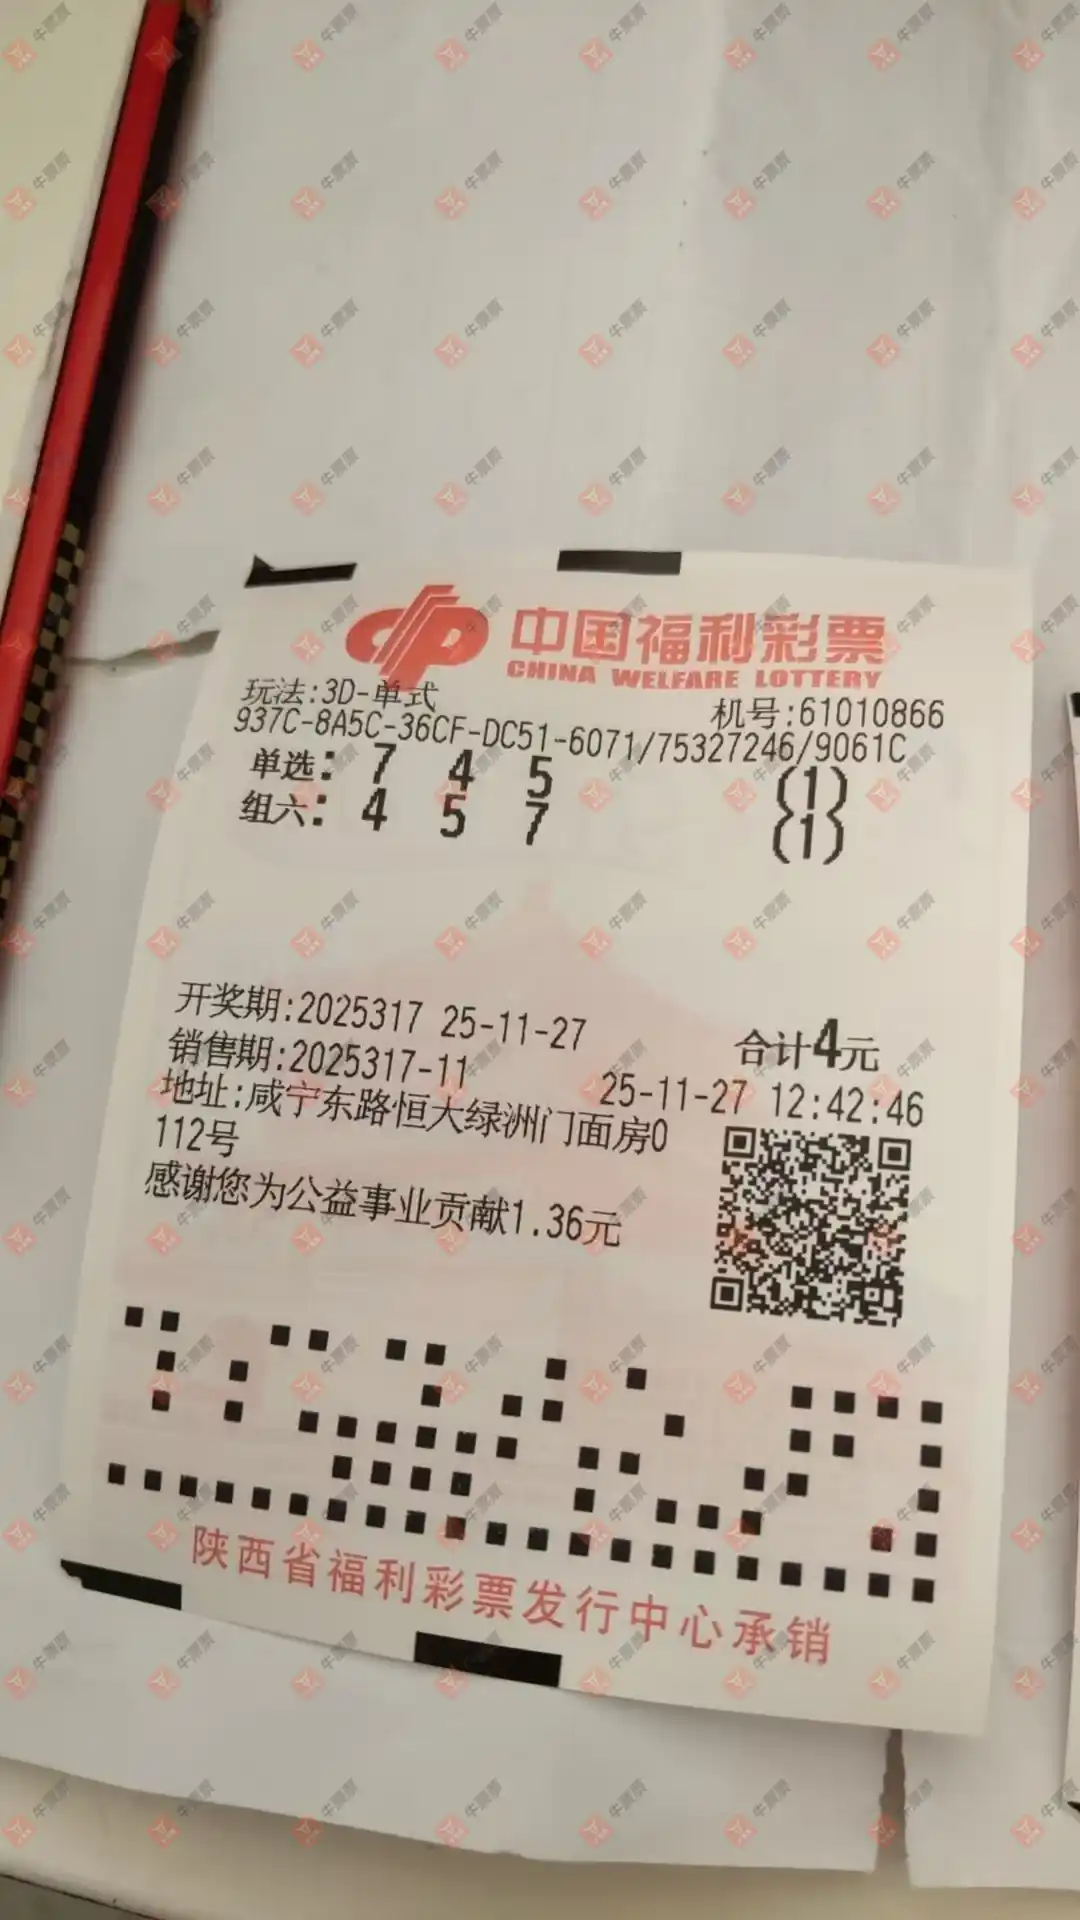 中国福利彩票
CHINA WELFARE LOTTERY
玩法:3D-单式
机号:61010866
937C-8A5C-36CF-DC51-6071/75327246/9061C
单选: 7 4 5 (1)
组六: 4 5 7 (1)
开奖期:2025317 25-11-27
合计4元
销售期:2025317-11
25-11-27 12:42:46
地址:咸宁东路恒大绿洲门面房0
112号
感谢您为公益事业贡献1.36元
陕西省福利彩票发行中心承销
牛票票